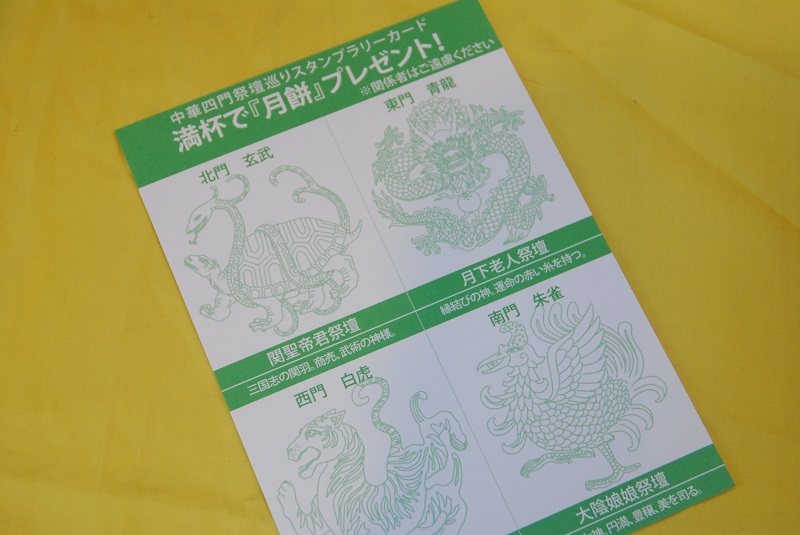 中華四門祭壇巡りスタンプラリーカード
満杯で『月餅』プレゼント!
※関係者はご遠慮ください
北門 玄武
関聖帝君祭壇
三国志の関羽。商売、武術の神様。
東門 青龍
月下老人祭壇
縁結びの神。運命の赤い糸を持つ。
西門 白虎
南門 朱雀
大陰娘娘祭壇
女神。円満、豊穣、美を司る。